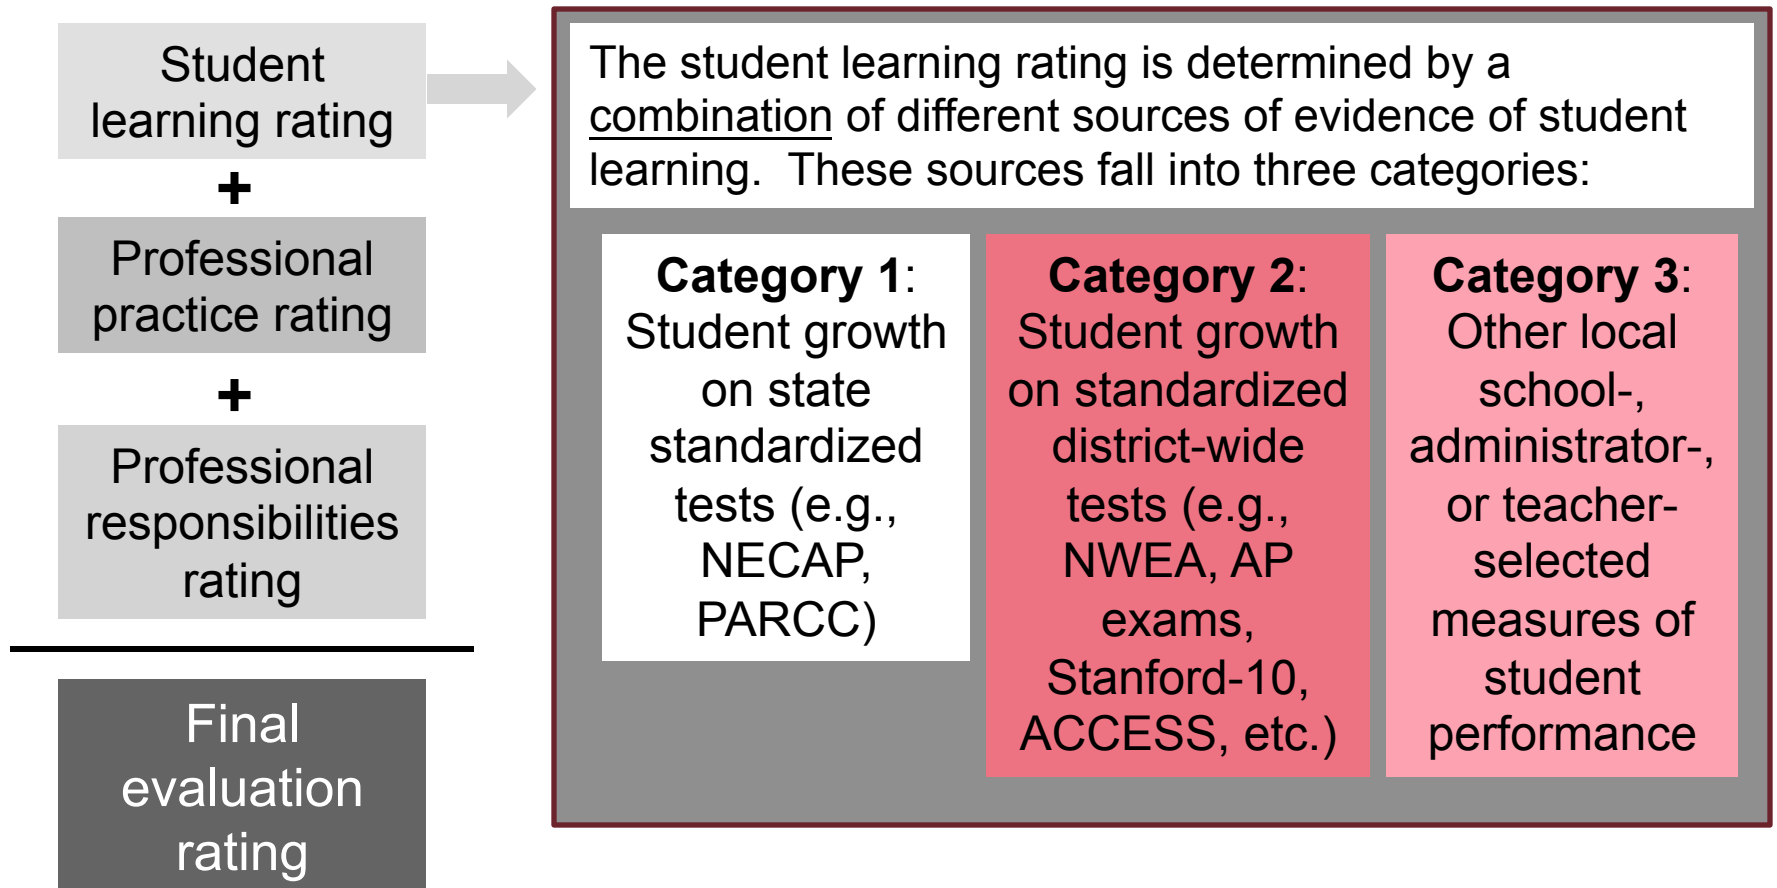 Student
learning rating
+
Professional
practice rating
+
Professional
responsibilities
rating
Final
evaluation
rating
The student learning rating is determined by a
combination of different sources of evidence of student
learning.  These sources fall into three categories:
Category 1:
Student growth
on state
standardized
tests (e.g.,
NECAP,
PARCC)
Category 2:
Student growth
on standardized
district-wide
tests (e.g.,
NWEA, AP
exams,
Stanford-10,
ACCESS, etc.)
Category 3:
Other local
school-,
administrator-,
or teacher-
selected
measures of
student
performance